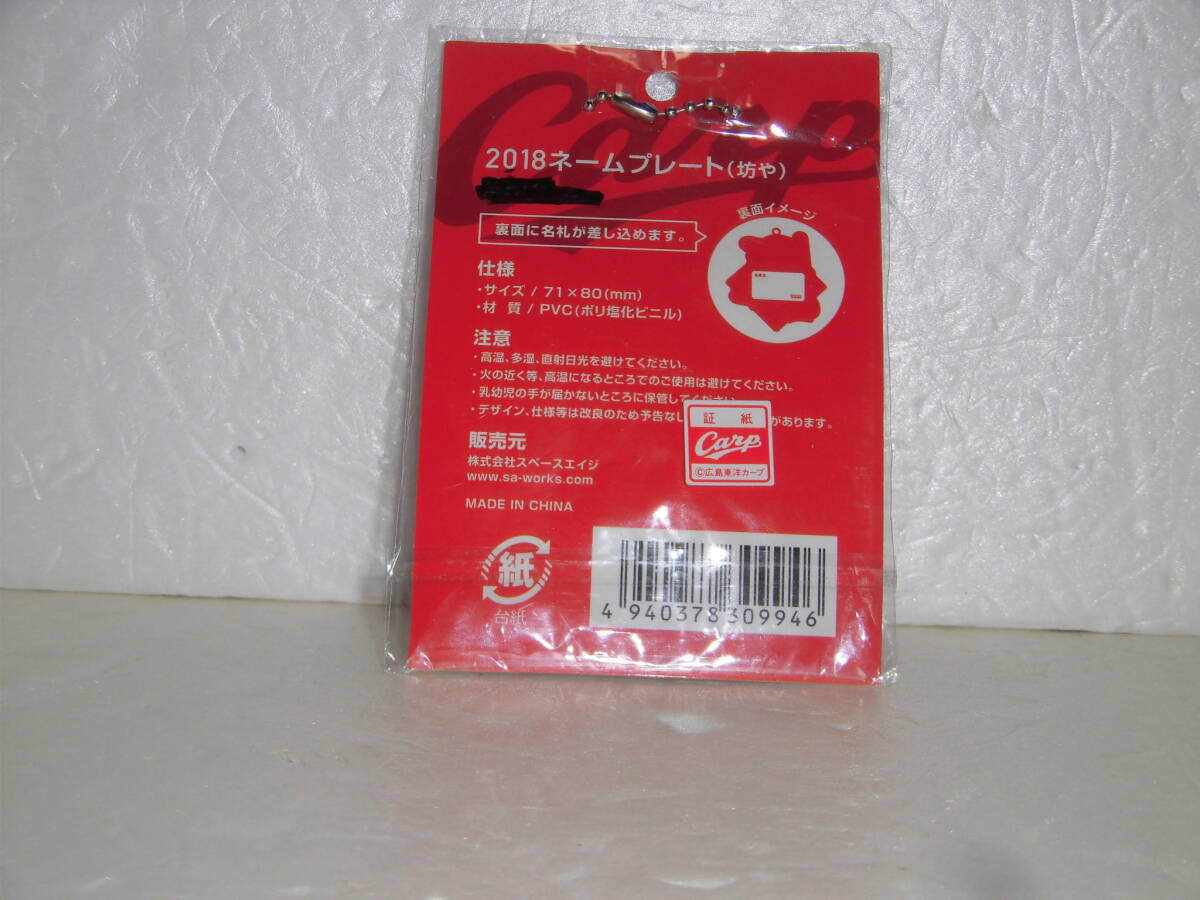 Carp
2018ネームプレート(坊や)
裏面に名札が差し込めます。
裏面イメージ
仕様
・サイズ / 71×80(mm)
・材 質 / PVC(ポリ塩化ビニル)
注意
・高温、多湿、直射日光を避けてください。
・火の近く等、高温になるところでのご使用は避けてください。
・乳幼児の手が届かないところに保管してください。
・デザイン、仕様等は改良のため予告な があります。
証 紙
Carp
©広島東洋カープ
販売元
株式会社スペースエイジ
www.sa-works.com
MADE IN CHINA
紙
台紙
4 940378 309946